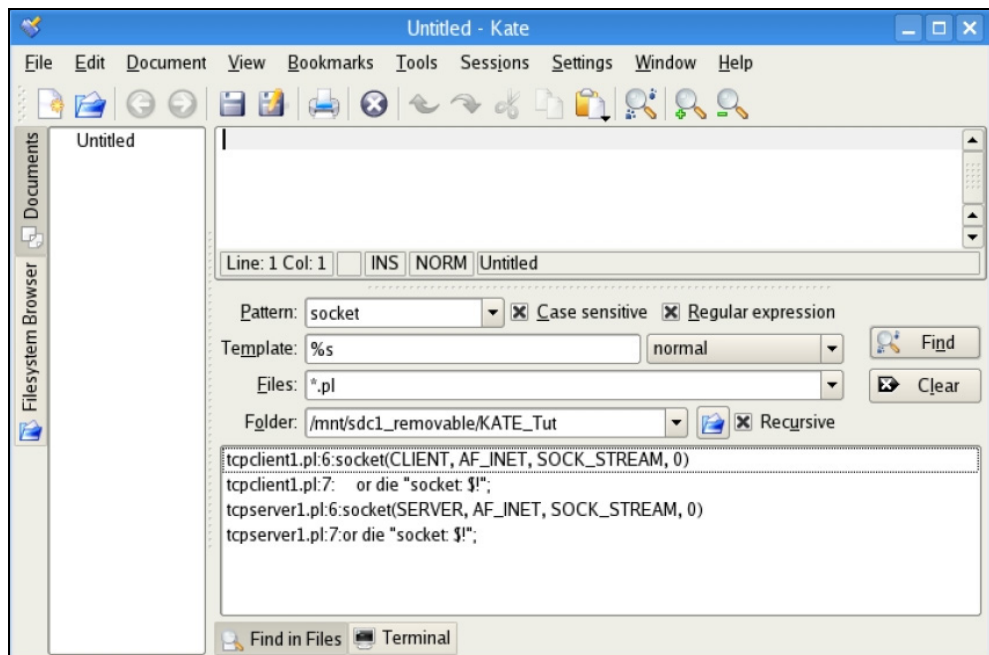 Untitled - Kate
File Edit Document View Bookmarks Tools Sessions Settings Window Help
Documents
Filesystem Browser
Untitled
Line: 1 Col: 1 INS NORM Untitled
Pattern: socket Case sensitive Regular expression
Template: %s normal Find
Files: *.pl Clear
Folder: /mnt/sdc1_removable/KATE_Tut Recursive
tcpclient1.pl:6:socket(CLIENT, AF_INET, SOCK_STREAM, 0)
tcpclient1.pl:7: or die "socket: $!";
tcpserver1.pl:6:socket(SERVER, AF_INET, SOCK_STREAM, 0)
tcpserver1.pl:7:or die "socket: $!";
Find in Files Terminal